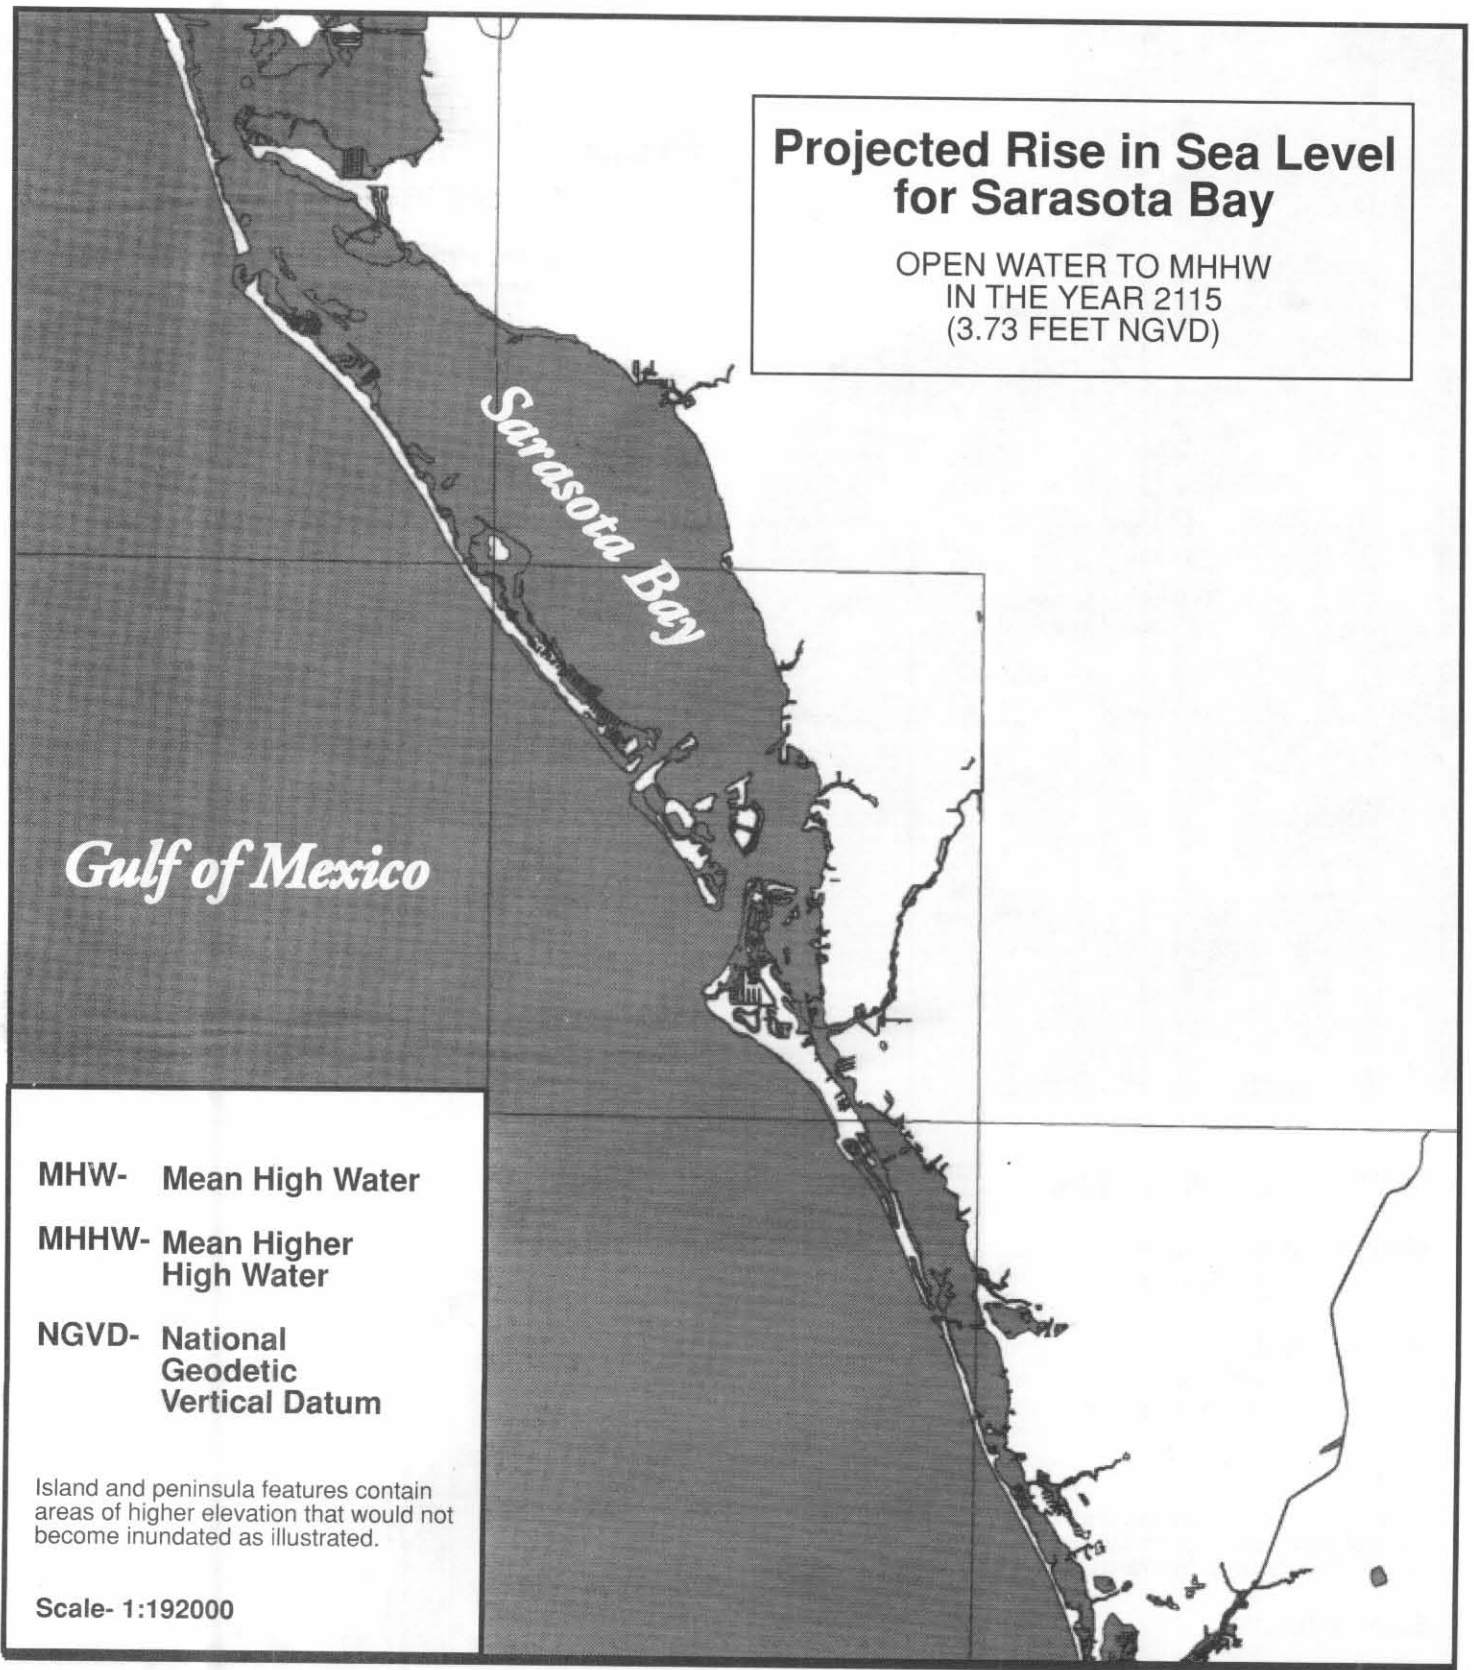 Projected Rise in Sea Level
for Sarasota Bay
OPEN WATER TO MHHW
IN THE YEAR 2115
(3.73 FEET NGVD)
Sarasota Bay
Gulf of Mexico
MHW- Mean High Water
MHHW- Mean Higher
High Water
NGVD- National
Geodetic
Vertical Datum
Island and peninsula features contain
areas of higher elevation that would not
become inundated as illustrated.
Scale- 1:192000